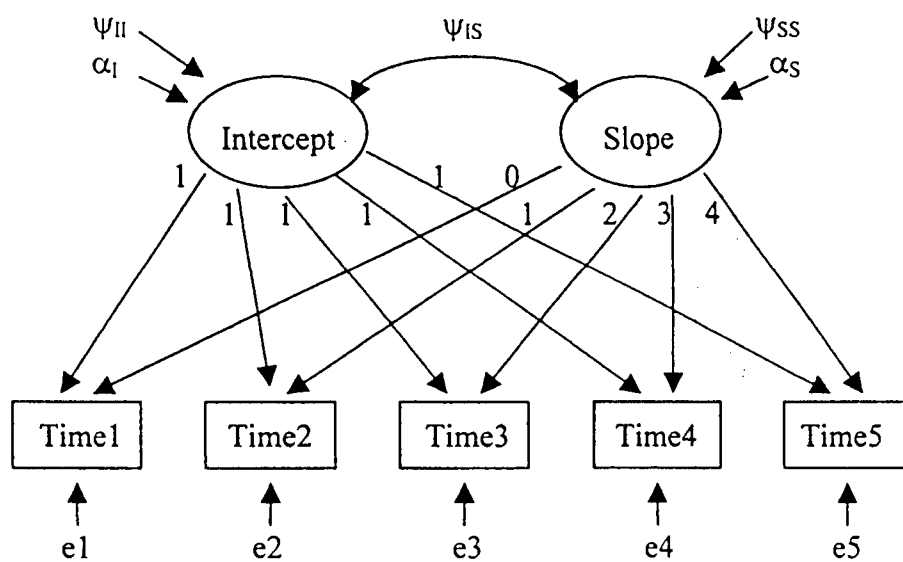 ψII ψIS ψSS
αI αS
Intercept Slope
1 1 0
1 1 1 1 2 3 4
Time1 Time2 Time3 Time4 Time5
e1 e2 e3 e4 e5